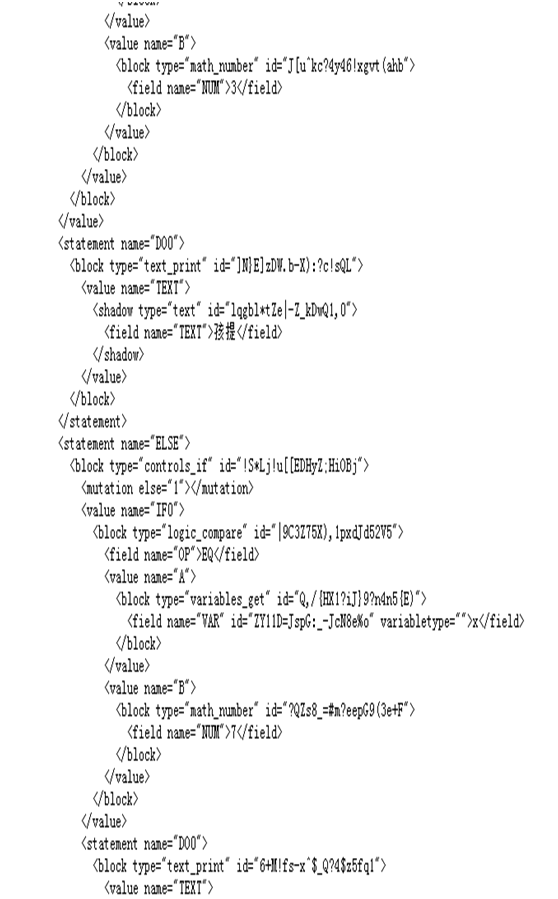 </value>
<value name="B">
<block type="math_number" id="J[u^kc?4y46!xgvt(ahb">
<field name="NUM">3</field>
</block>
</value>
</block>
</value>
</block>
</value>
<statement name="DO0">
<block type="text_print" id="]N}E]zDW.b-X):?c!sQL">
<value name="TEXT">
<shadow type="text" id="lqgbl*tZe|-Z_kDwQ1,0">
<field name="TEXT">孩提</field>
</shadow>
</value>
</block>
</statement>
<statement name="ELSE">
<block type="controls_if" id="!S*Lj!u[[EDHyZ;HiOBj">
<mutation else="1"></mutation>
<value name="IF0">
<block type="logic_compare" id="|9C3Z75X),1pxdJd52V5">
<field name="OP">EQ</field>
<value name="A">
<block type="variables_get" id="Q,/{HX1?iJ}9?n4n5{E)">
<field name="VAR" id="ZY11D=JspG:_-JcN8e%o" variabletype="">x</field>
</block>
</value>
<value name="B">
<block type="math_number" id="?QZs8_=#m?eepG9(3e+F">
<field name="NUM">7</field>
</block>
</value>
</block>
</value>
<statement name="DO0">
<block type="text_print" id="6+M!fs-x^$_Q?4$z5fq1">
<value name="TEXT">